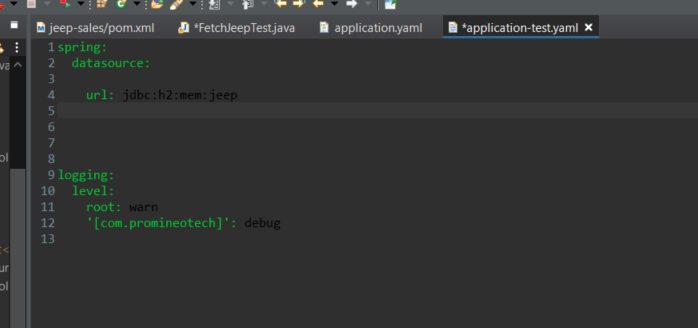 jeep-sales/pom.xml
*FetchJeepTest.java
application.yaml
*application-test.yaml
1 spring:
2 datasource:
3
4 url: jdbc:h2:mem:jeep
5
6
7
8
9 logging:
10 level:
11 root: warn
12 '[com.promineotech]': debug
13